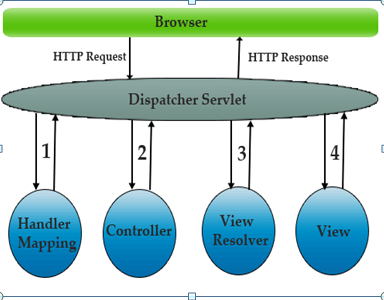 Browser
HTTP Request
HTTP Response
Dispatcher Servlet
1
2
3
4
Handler
Mapping
Controller
View
Resolver
View